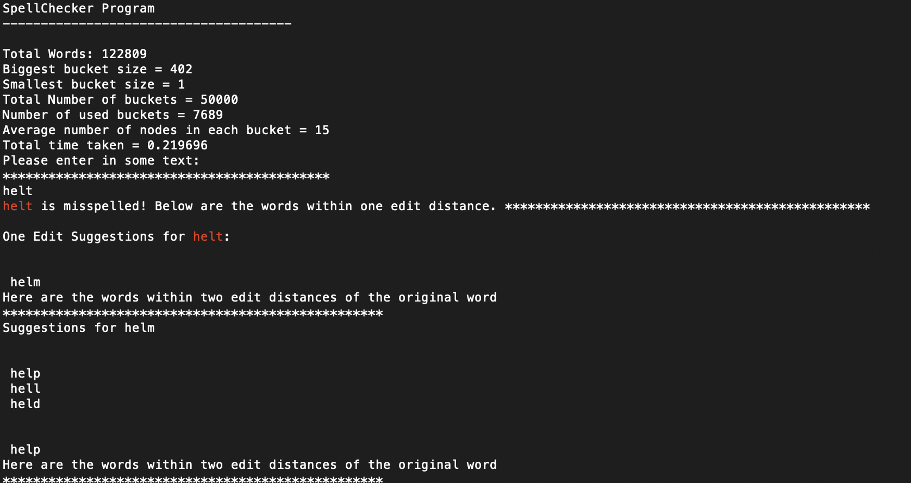 SpellChecker Program
--------------------------------------
Total Words: 122809
Biggest bucket size = 402
Smallest bucket size = 1
Total Number of buckets = 50000
Number of used buckets = 7689
Average number of nodes in each bucket = 15
Total time taken = 0.219696
Please enter in some text:
*******************************************
helt
helt is misspelled! Below are the words within one edit distance. ************************************************
One Edit Suggestions for helt:
helm
Here are the words within two edit distances of the original word
**************************************************
Suggestions for helm
help
hell
held
help
Here are the words within two edit distances of the original word
**************************************************